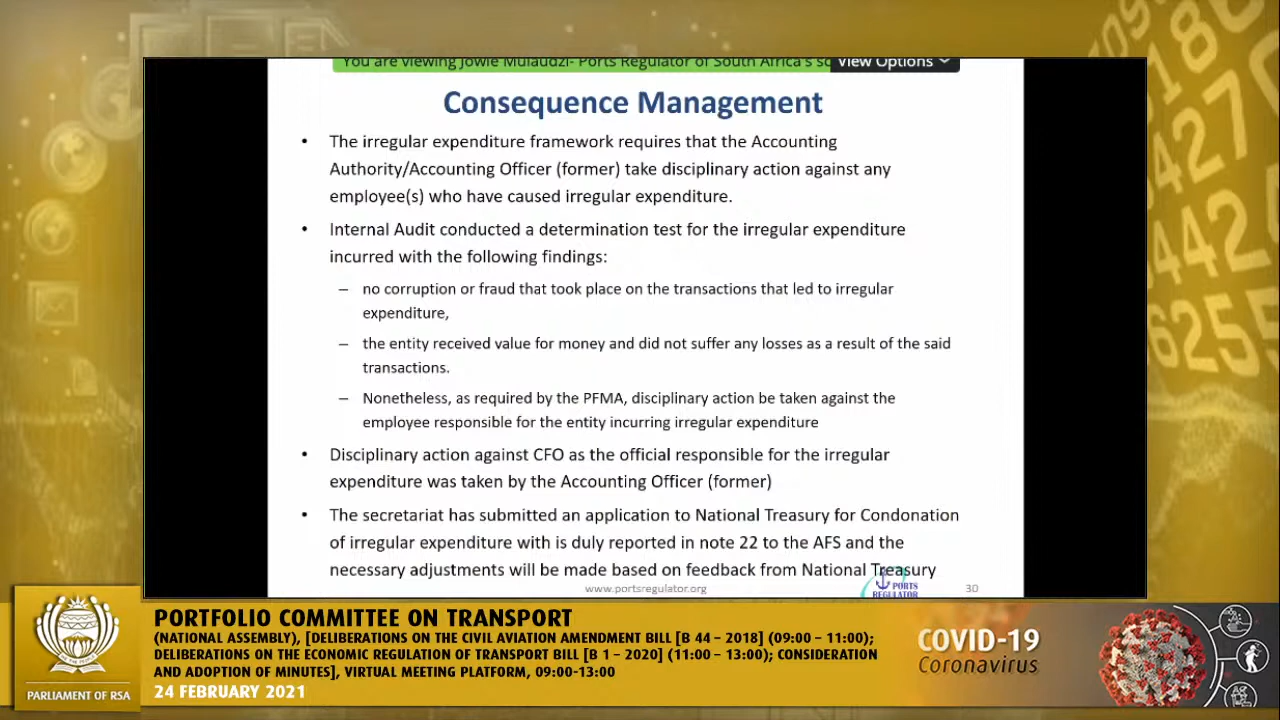 You are viewing Jowie Mulaudzi- Ports Regulator of South Africa's sc
View Options
Consequence Management
• The irregular expenditure framework requires that the Accounting
Authority/Accounting Officer (former) take disciplinary action against any
employee(s) who have caused irregular expenditure.
• Internal Audit conducted a determination test for the irregular expenditure
incurred with the following findings:
– no corruption or fraud that took place on the transactions that led to irregular
expenditure,
– the entity received value for money and did not suffer any losses as a result of the said
transactions.
– Nonetheless, as required by the PFMA, disciplinary action be taken against the
employee responsible for the entity incurring irregular expenditure
• Disciplinary action against CFO as the official responsible for the irregular
expenditure was taken by the Accounting Officer (former)
• The secretariat has submitted an application to National Treasury for Condonation
of irregular expenditure with is duly reported in note 22 to the AFS and the
necessary adjustments will be made based on feedback from National Treasury
www.portsregulator.org
PORTS
REGULATOR
30
PARLIAMENT OF RSA
PORTFOLIO COMMITTEE ON TRANSPORT
(NATIONAL ASSEMBLY), [DELIBERATIONS ON THE CIVIL AVIATION AMENDMENT BILL [B 44 – 2018] (09:00 – 11:00);
DELIBERATIONS ON THE ECONOMIC REGULATION OF TRANSPORT BILL [B 1 – 2020] (11:00 – 13:00); CONSIDERATION
AND ADOPTION OF MINUTES], VIRTUAL MEETING PLATFORM, 09:00-13:00
24 FEBRUARY 2021
COVID-19
Coronavirus